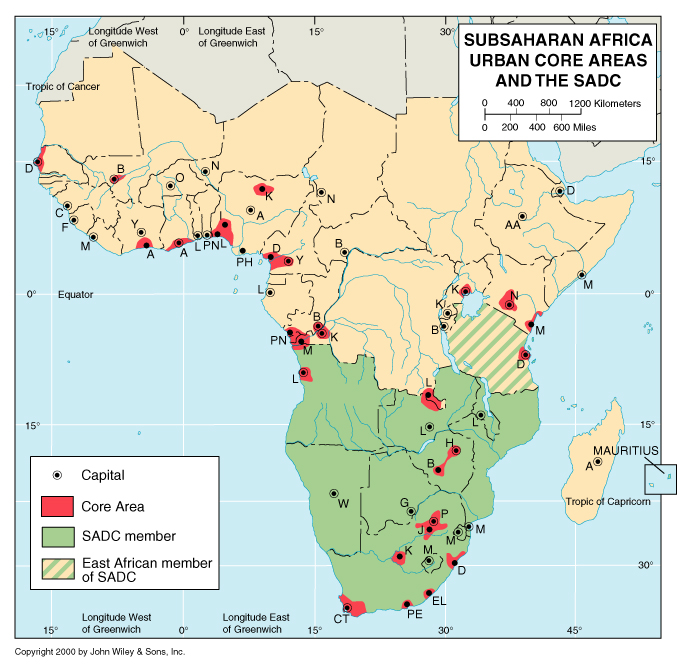 15°
Longitude West
of Greenwich
0°
Longitude East
of Greenwich
15°
30°
SUBSAHARAN AFRICA
URBAN CORE AREAS
AND THE SADC
0 400 800 1200 Kilometers
0 200 400 600 Miles
Tropic of Cancer
15°
D
B
O
N
K
N
A
D
AA
C
F
M
Y
A
A
L
PN
L
PH
D
Y
B
M
0°
Equator
0°
L
K
N
K
B
M
PN
B
K
M
D
L
L
L
L
15°
15°
H
B
MAURITIUS
A
Tropic of Capricorn
W
G
P
J
M
M
K
M
D
30°
EL
PE
CT
Capital
Core Area
SADC member
East African member
of SADC
Longitude West
of Greenwich
Longitude East
of Greenwich
15°
0°
15°
30°
45°
Copyright 2000 by John Wiley & Sons, Inc.